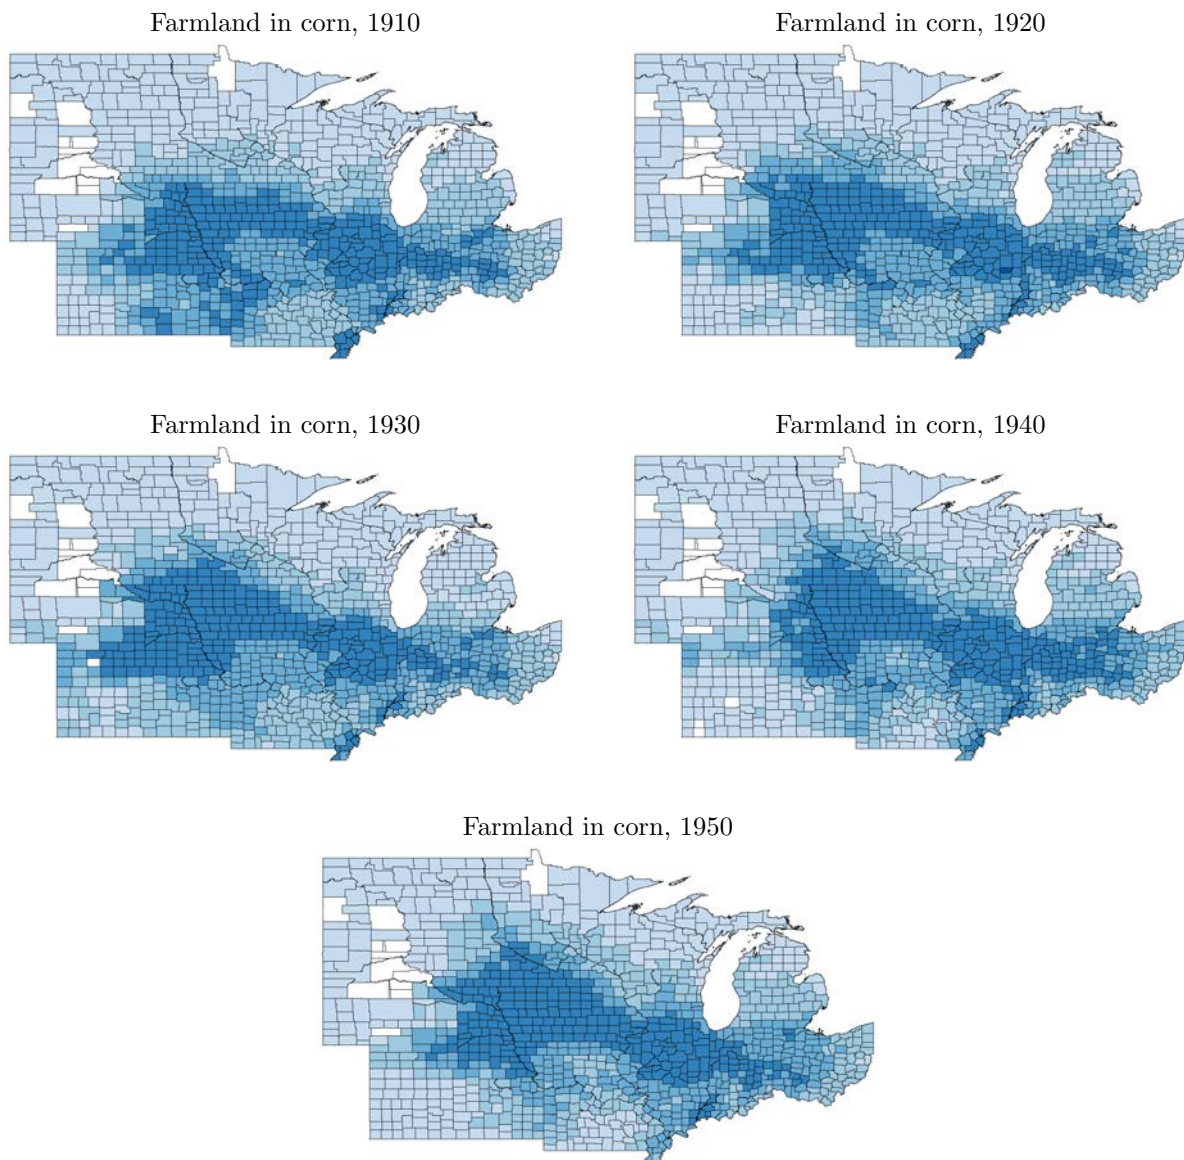 Farmland in corn, 1910
Farmland in corn, 1920
Farmland in corn, 1930
Farmland in corn, 1940
Farmland in corn, 1950